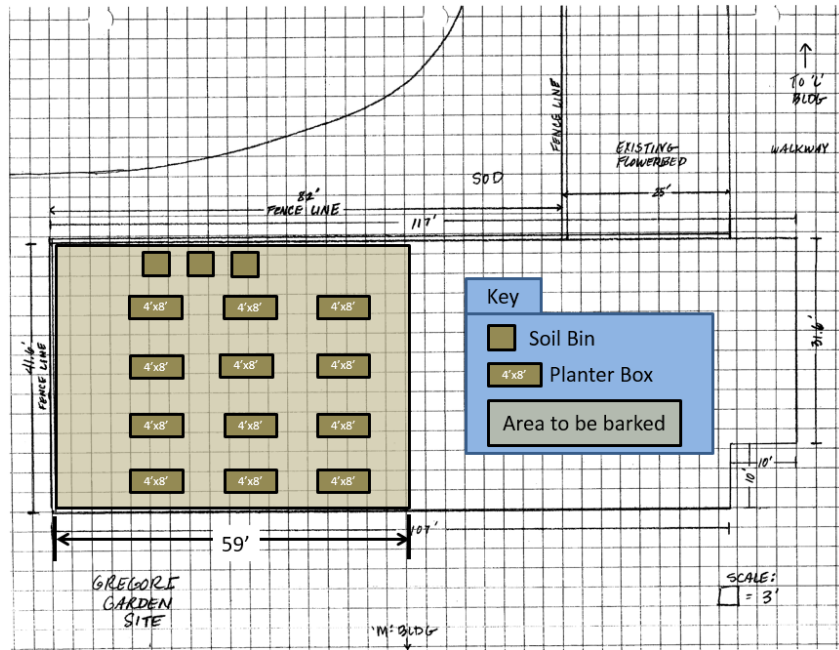 TO 'L'
BLDG
FENCE LINE
EXISTING
FLOWERBED
WALKWAY
SOD
82'
FENCE LINE
25'
117'
41.6'
FENCE LINE
31.6'
Key
Soil Bin
4'x8' Planter Box
Area to be barked
4'x8' 4'x8' 4'x8'
4'x8' 4'x8' 4'x8'
4'x8' 4'x8' 4'x8'
4'x8' 4'x8' 4'x8'
10'
10'
107'
59'
GREGORI
GARDEN
SITE
SCALE:
= 3'
'M' BLDG